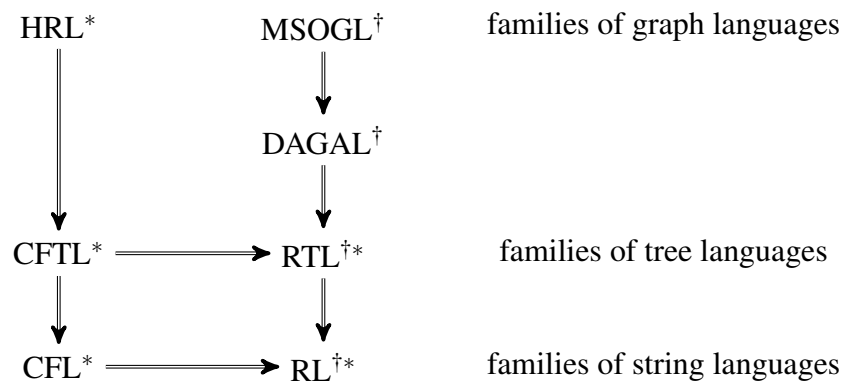 HRL* MSOGL† families of graph languages
DAGAL†
CFTL* RTL†* families of tree languages
CFL* RL†* families of string languages